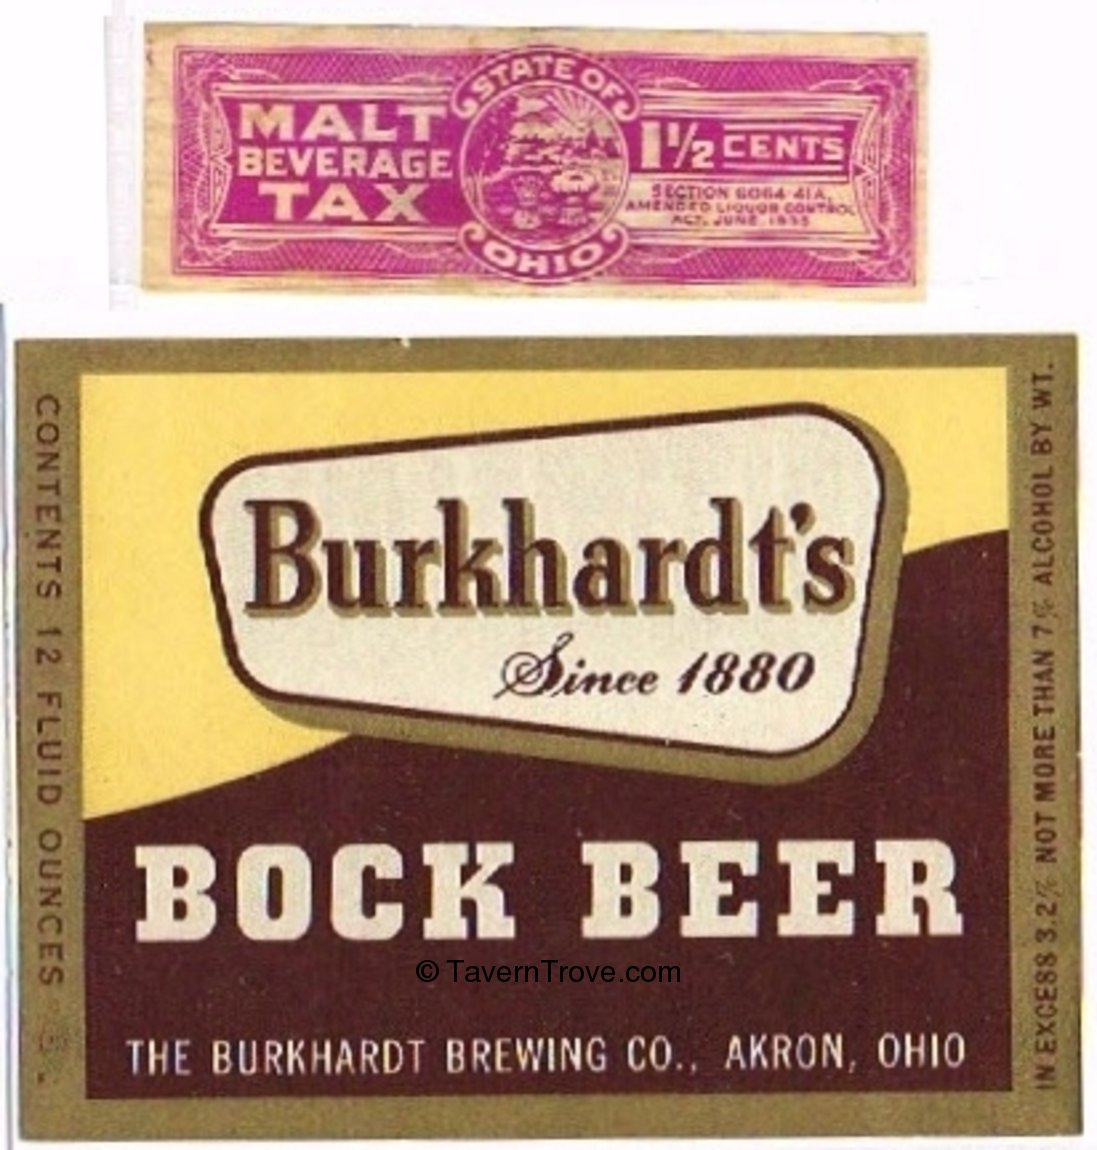 STATE OF
OHIO
MALT
BEVERAGE
TAX
1½ CENTS
SECTION 6064-41A,
AMENDED LIQUOR CONTROL
ACT, JUNE 1935
CONTENTS 12 FLUID OUNCES
Burkhardt's
Since 1880
BOCK BEER
© TavernTrove.com
THE BURKHARDT BREWING CO., AKRON, OHIO
IN EXCESS 3.2% NOT MORE THAN 7% ALCOHOL BY WT.